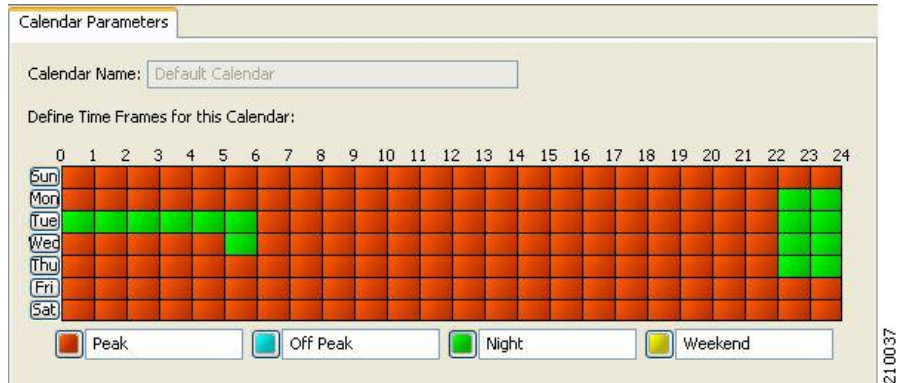 Calendar Parameters
Calendar Name: Default Calendar
Define Time Frames for this Calendar:
0 1 2 3 4 5 6 7 8 9 10 11 12 13 14 15 16 17 18 19 20 21 22 23 24
Sun
Mon
Tue
Wed
Thu
Fri
Sat
Peak Off Peak Night Weekend
210037